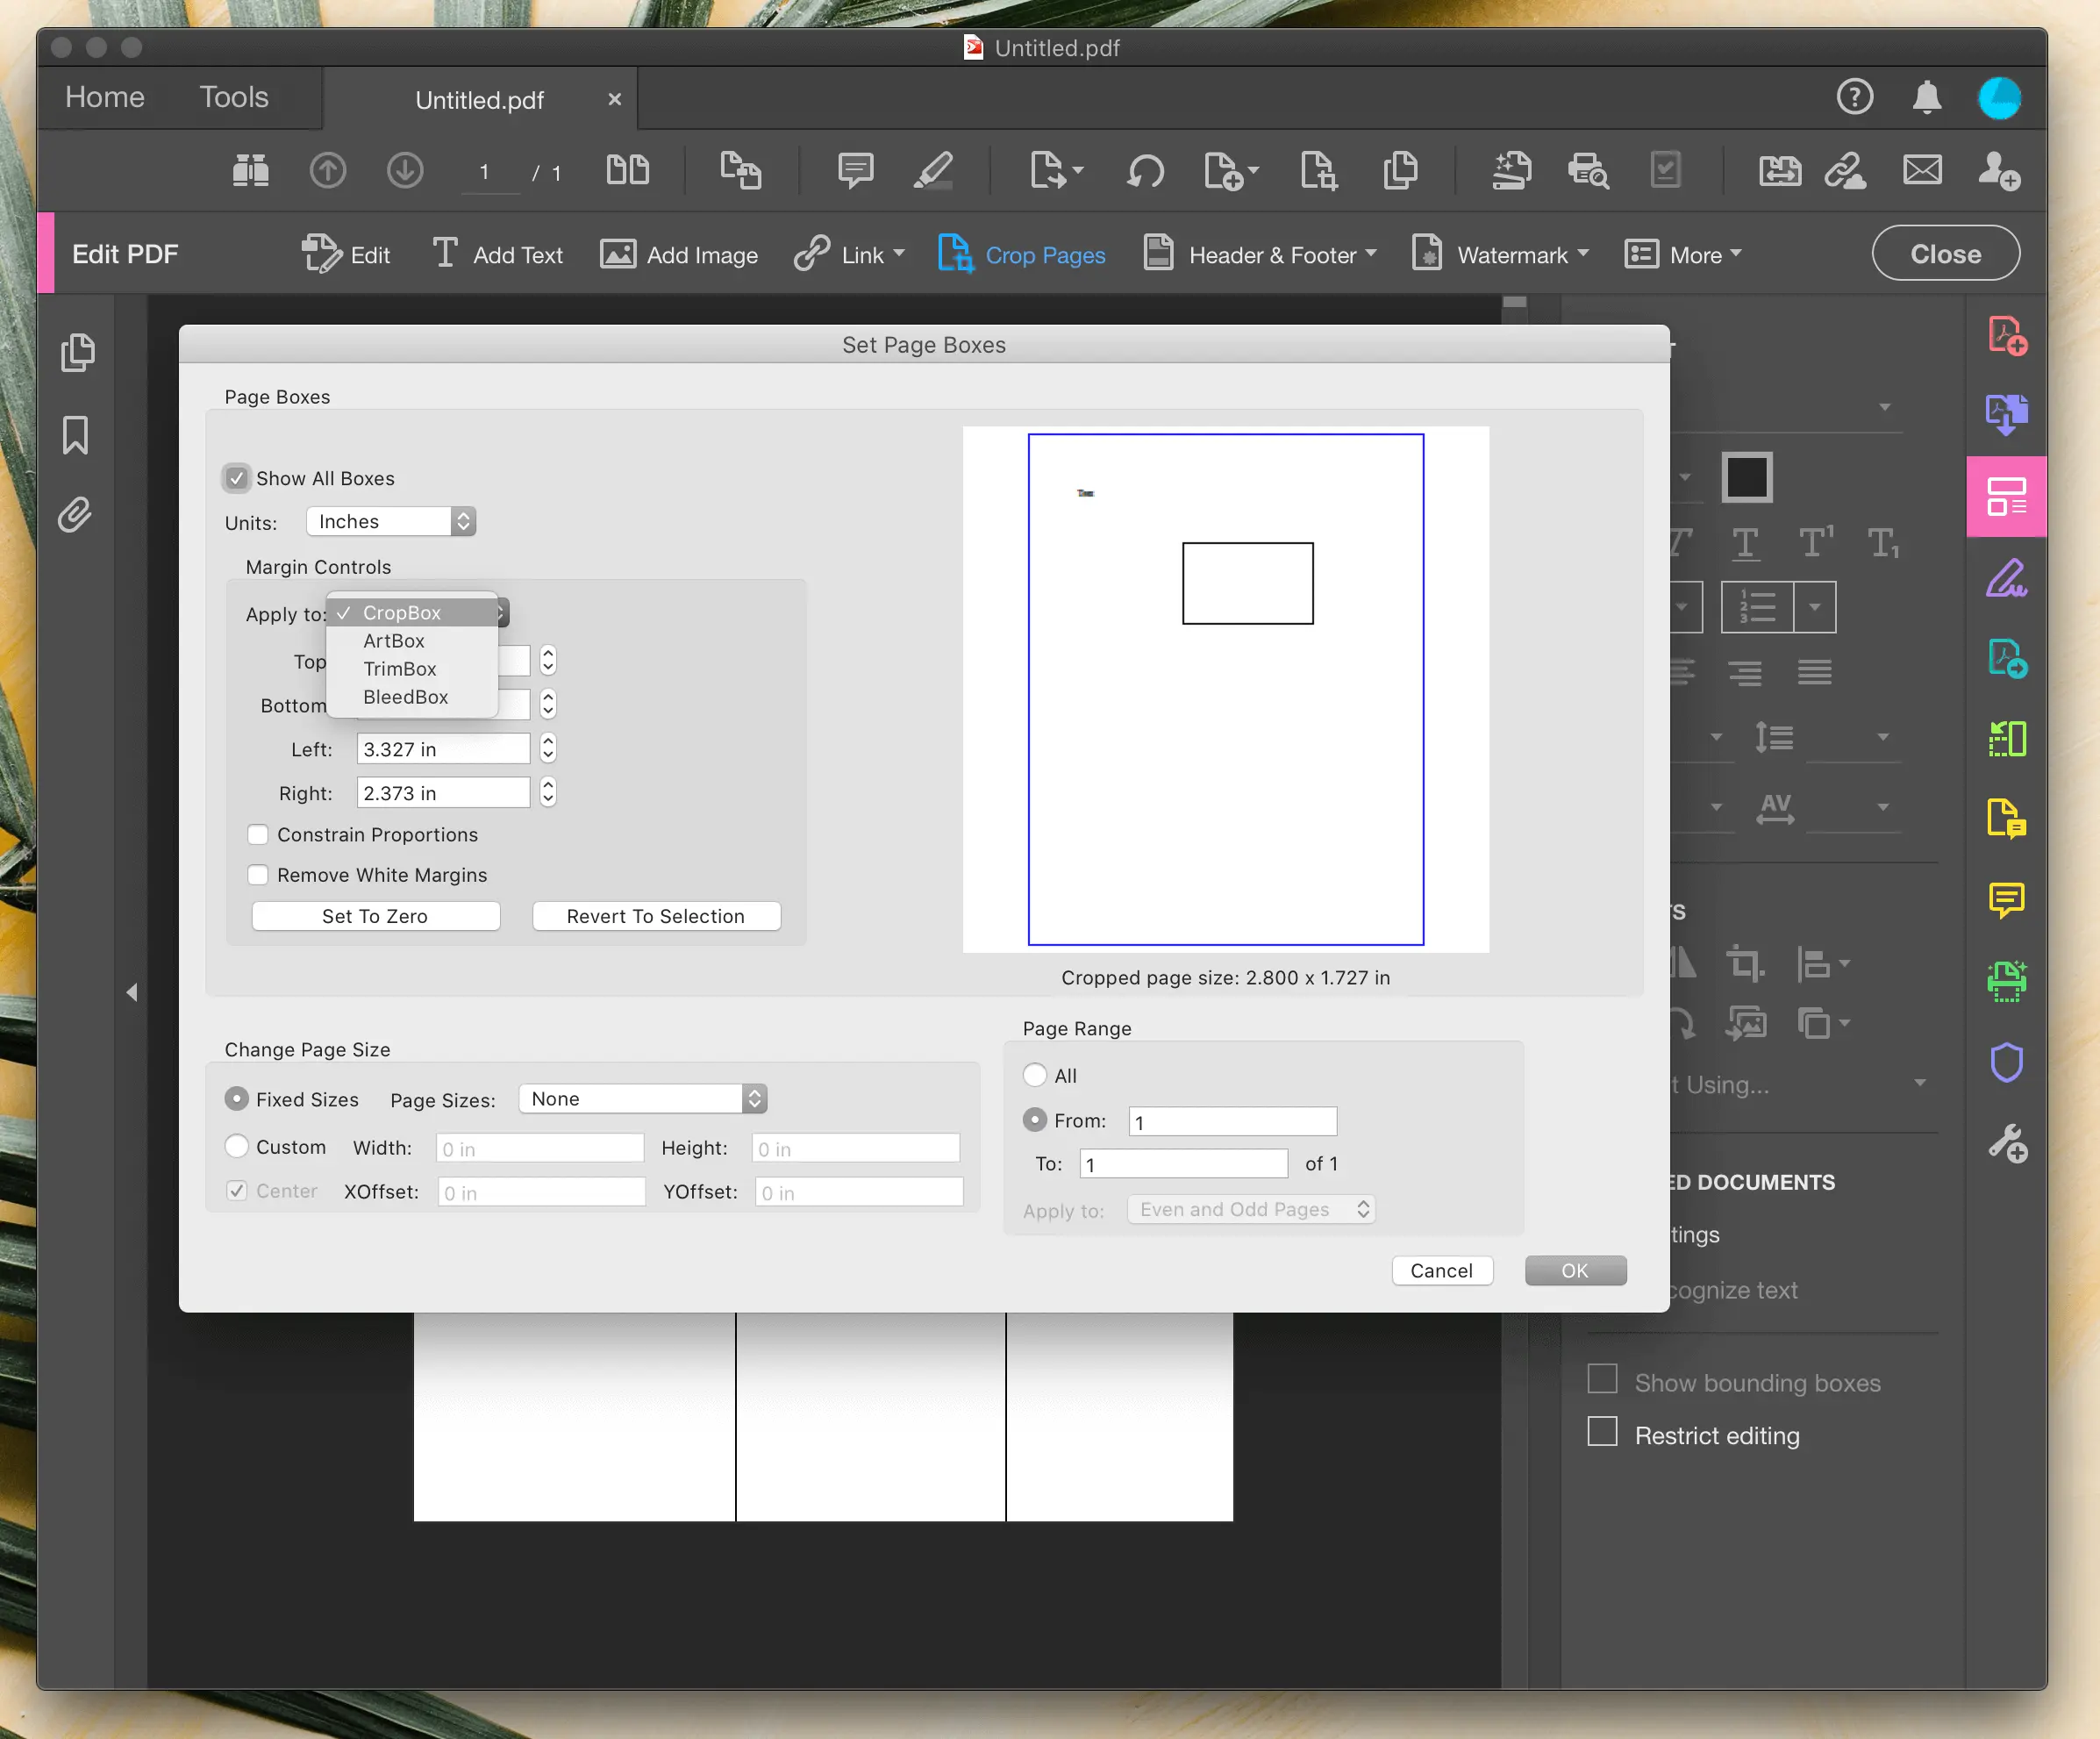 Untitled.pdf
Home Tools Untitled.pdf ×
1 / 1
Edit PDF Edit Add Text Add Image Link Crop Pages Header & Footer Watermark More Close
Set Page Boxes
Page Boxes
Show All Boxes
Units: Inches
Margin Controls
Apply to: CropBox
ArtBox
TrimBox
BleedBox
Top
Bottom
Left: 3.327 in
Right: 2.373 in
Constrain Proportions
Remove White Margins
Set To Zero Revert To Selection
Cropped page size: 2.800 x 1.727 in
Change Page Size
Fixed Sizes Page Sizes: None
Custom Width: 0 in Height: 0 in
Center XOffset: 0 in YOffset: 0 in
Page Range
All
From: 1
To: 1 of 1
Apply to: Even and Odd Pages
Cancel OK
AV
t Using...
ED DOCUMENTS
tings
cognize text
Show bounding boxes
Restrict editing